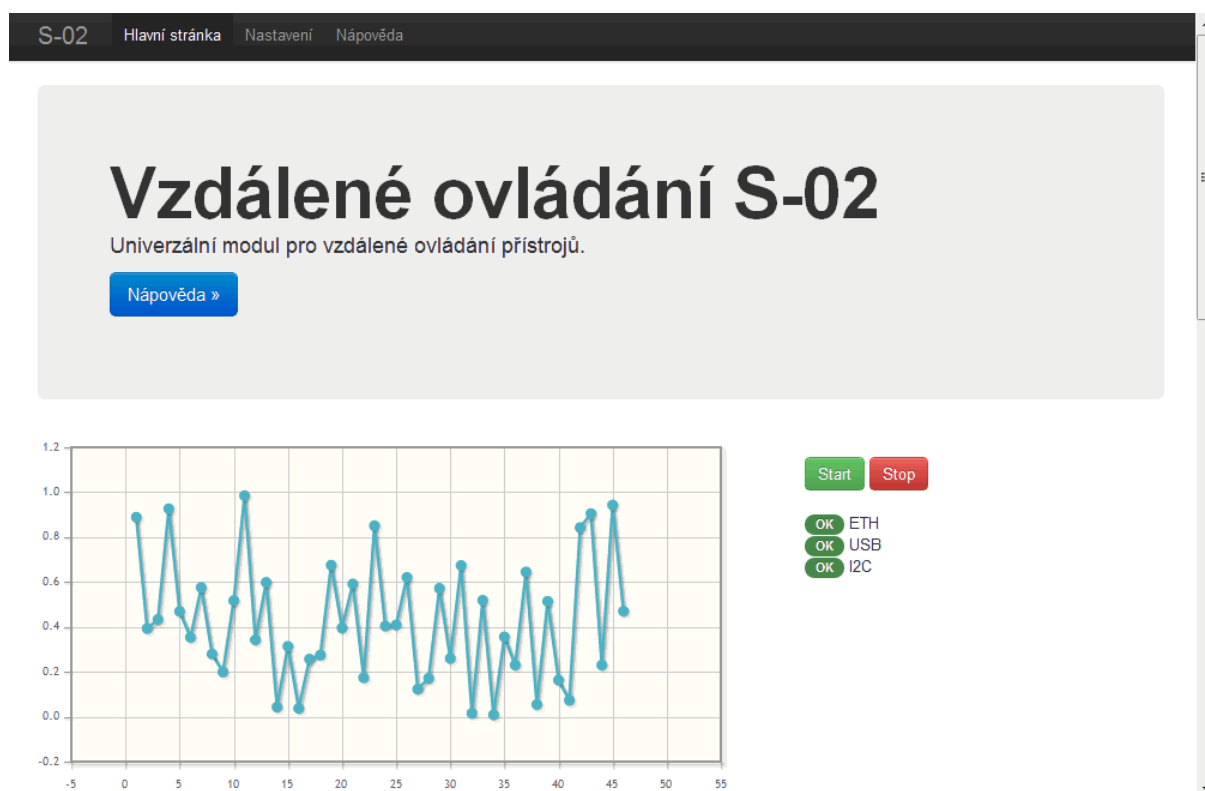 S-02 Hlavní stránka Nastavení Nápověda
Vzdálené ovládání S-02
Univerzální modul pro vzdálené ovládání přístrojů.
Nápověda »
1.2
1.0
0.8
0.6
0.4
0.2
0.0
-0.2
-5 0 5 10 15 20 25 30 35 40 45 50 55
Start Stop
OK ETH
OK USB
OK I2C